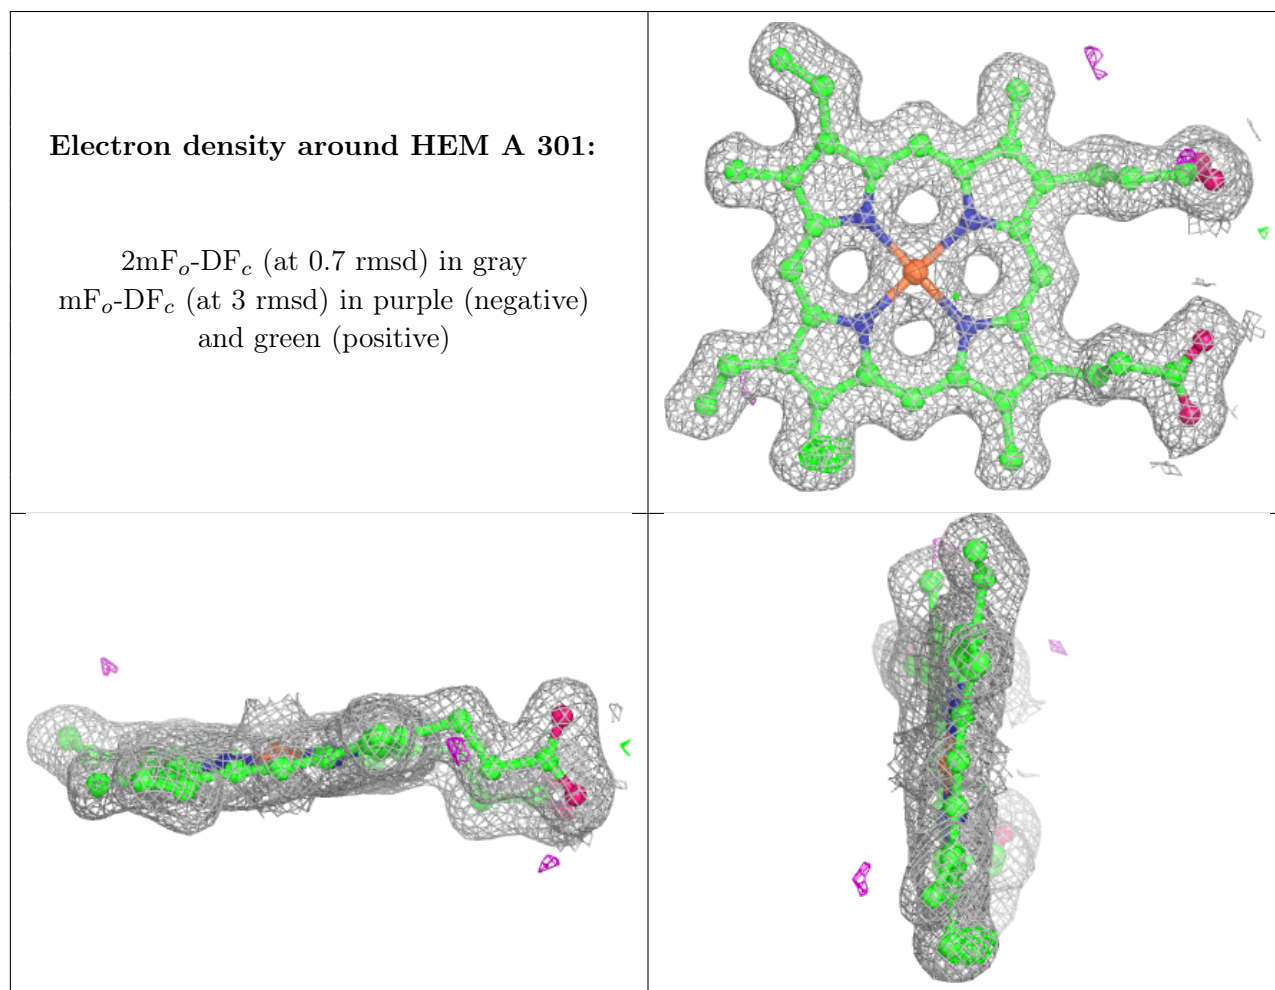 Electron density around HEM A 301:
2mFo-DFc (at 0.7 rmsd) in gray
mFo-DFc (at 3 rmsd) in purple (negative)
and green (positive)